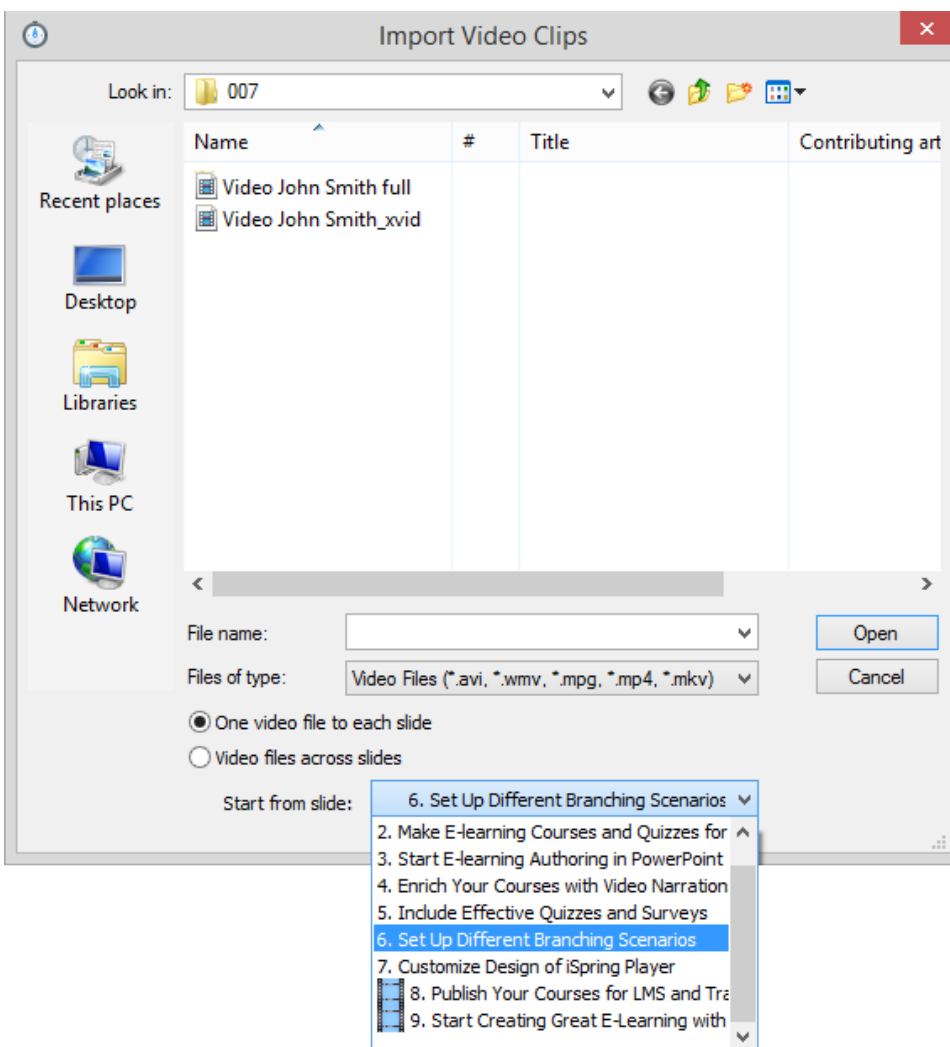 Import Video Clips
Look in: 007
Name # Title Contributing art
Recent places
Video John Smith full
Video John Smith_xvid
Desktop
Libraries
This PC
Network
File name: Open
Files of type: Video Files (*.avi, *.wmv, *.mpg, *.mp4, *.mkv) Cancel
One video file to each slide
Video files across slides
Start from slide: 6. Set Up Different Branching Scenarios
2. Make E-learning Courses and Quizzes for
3. Start E-learning Authoring in PowerPoint
4. Enrich Your Courses with Video Narration
5. Include Effective Quizzes and Surveys
6. Set Up Different Branching Scenarios
7. Customize Design of iSpring Player
8. Publish Your Courses for LMS and Tra
9. Start Creating Great E-Learning with